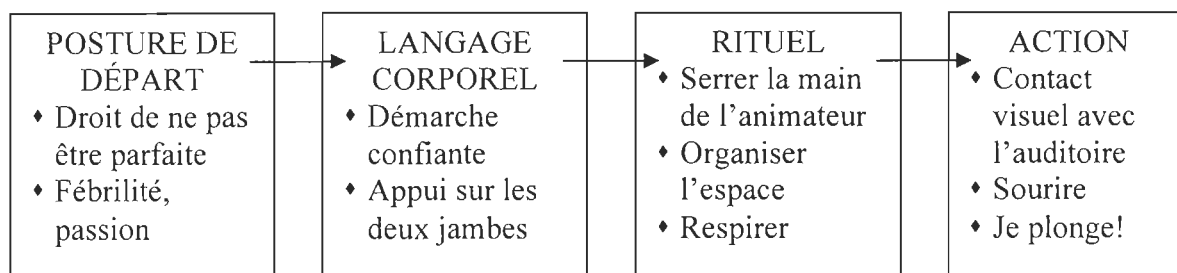 POSTURE DE
DÉPART
♦ Droit de ne pas
être parfaite
♦ Fébrilité,
passion
LANGAGE
CORPOREL
♦ Démarche
confiante
♦ Appui sur les
deux jambes
RITUEL
♦ Serrer la main
de l'animateur
♦ Organiser
l'espace
♦ Respirer
ACTION
♦ Contact
visuel avec
l'auditoire
♦ Sourire
♦ Je plonge!